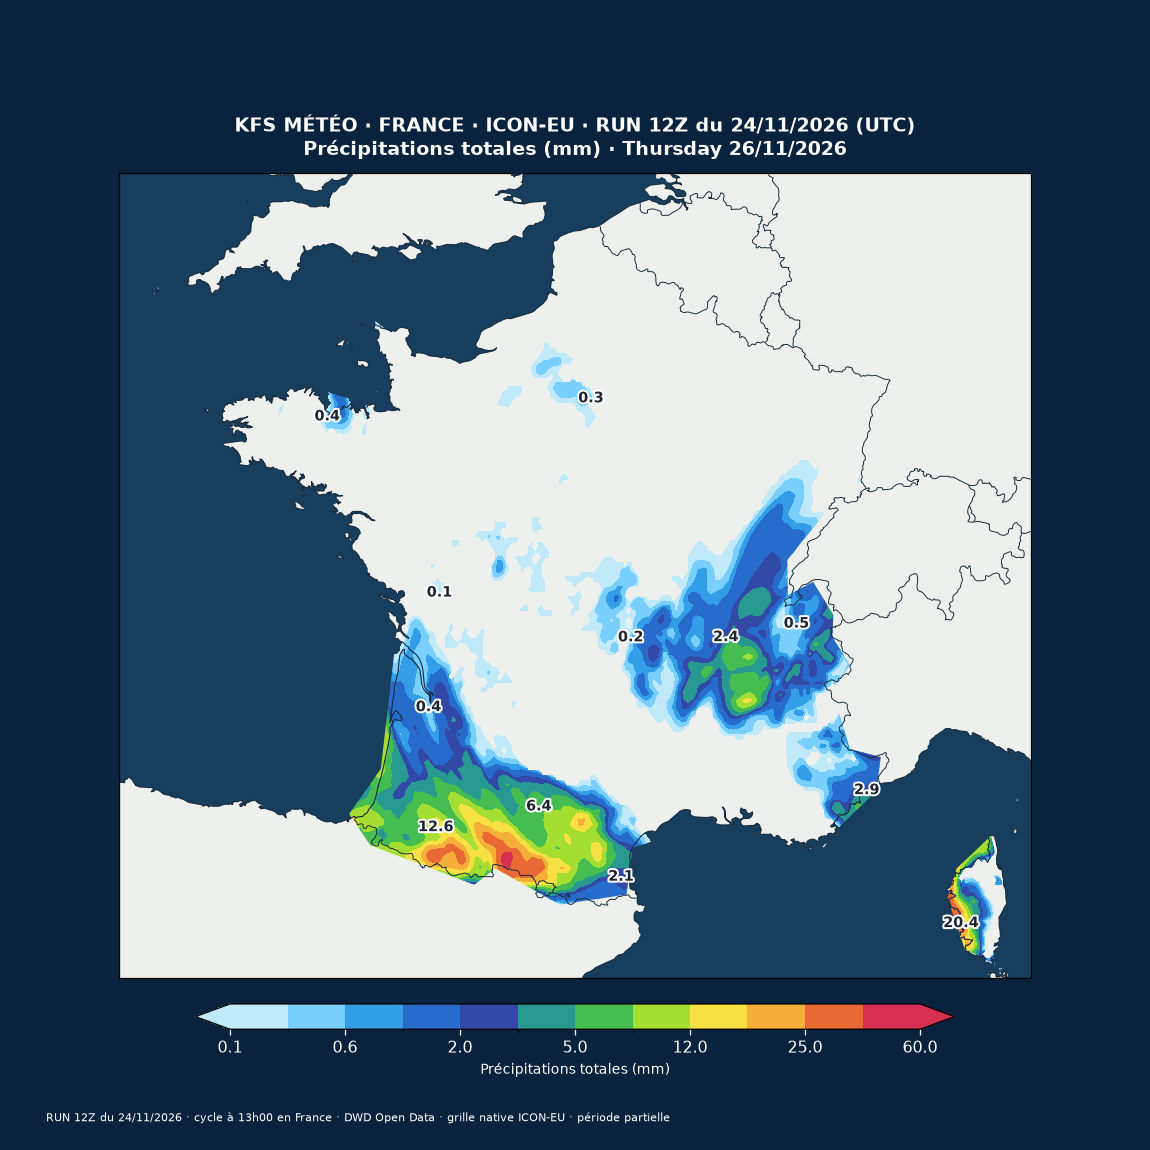 KFS MÉTÉO · FRANCE · ICON-EU · RUN 12Z du 24/11/2026 (UTC)
Précipitations totales (mm) · Thursday 26/11/2026
0.3
0.4
0.1
0.2
2.4
0.5
0.4
2.9
6.4
12.6
2.1
20.4
0.1 0.6 2.0 5.0 12.0 25.0 60.0
Précipitations totales (mm)
RUN 12Z du 24/11/2026 · cycle à 13h00 en France · DWD Open Data · grille native ICON-EU · période partielle